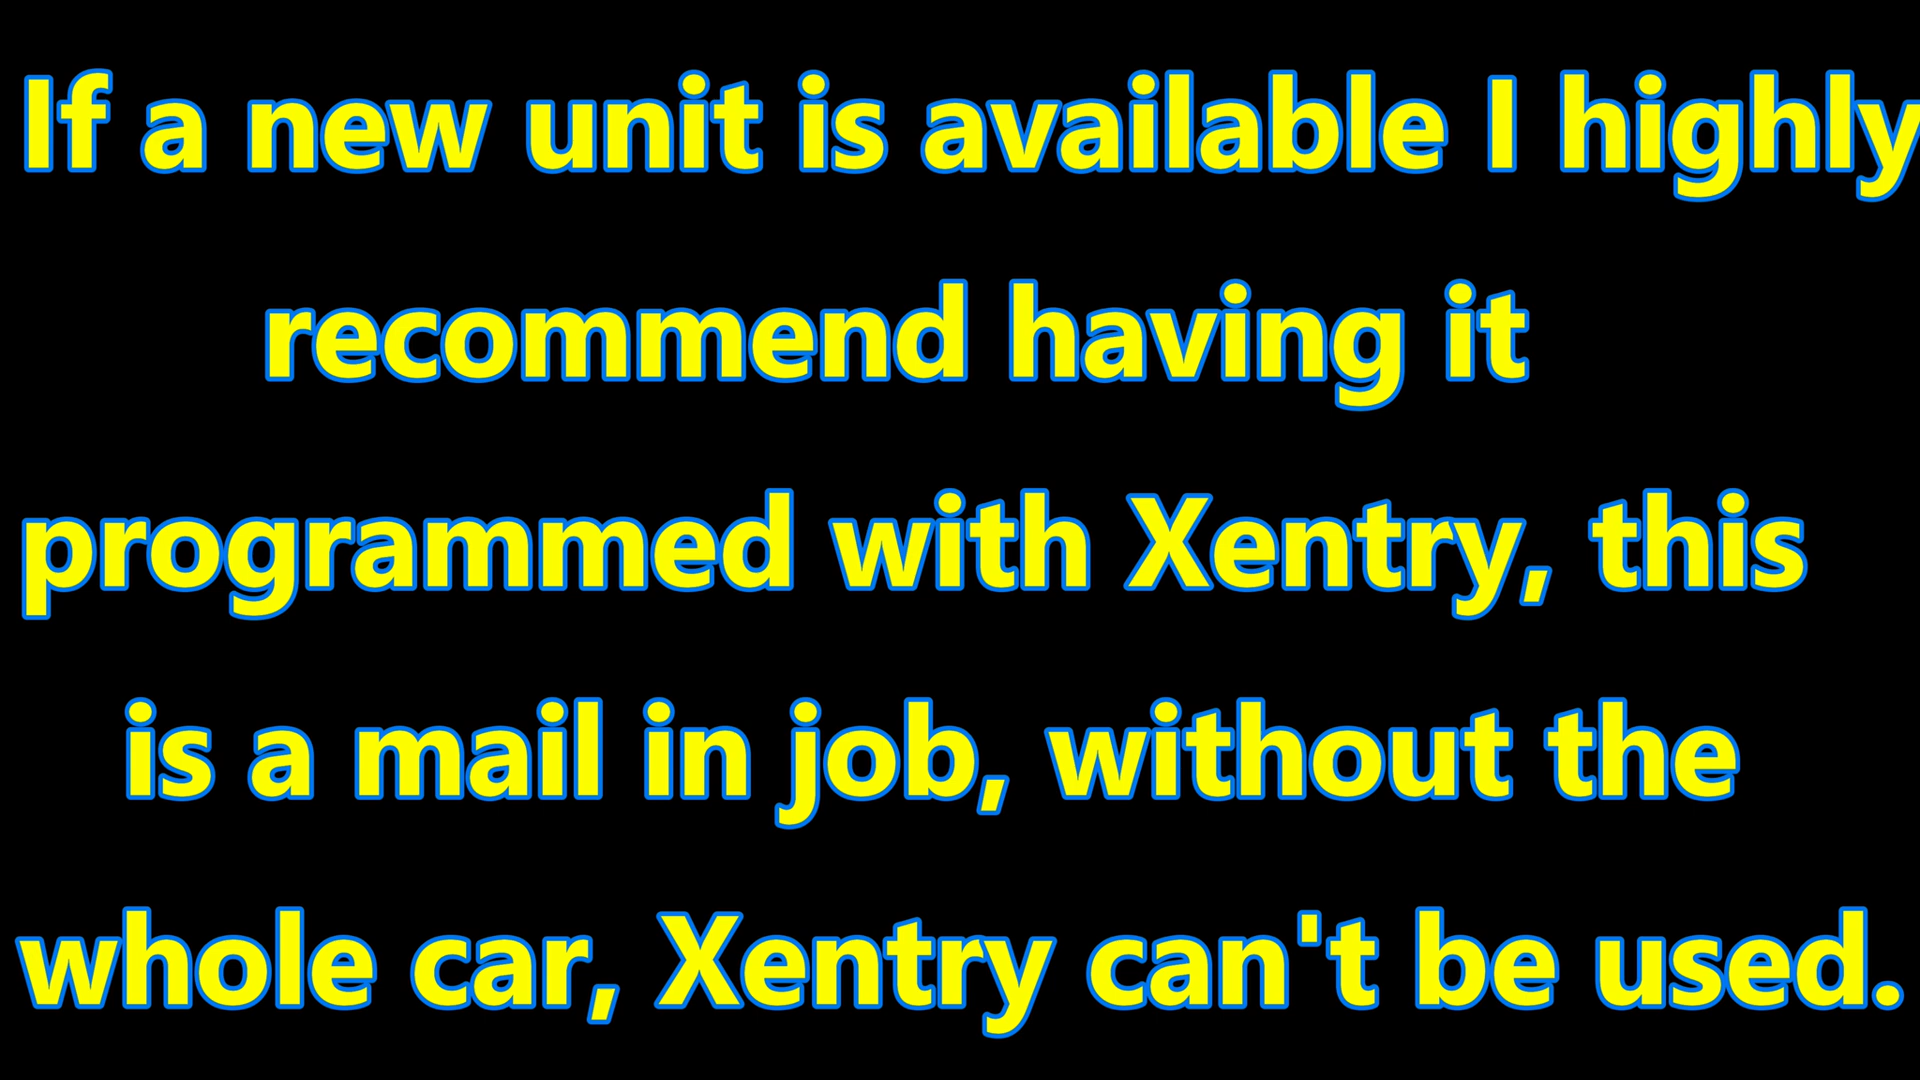 If a new unit is available I highly
recommend having it
programmed with Xentry, this
is a mail in job, without the
whole car, Xentry can't be used.